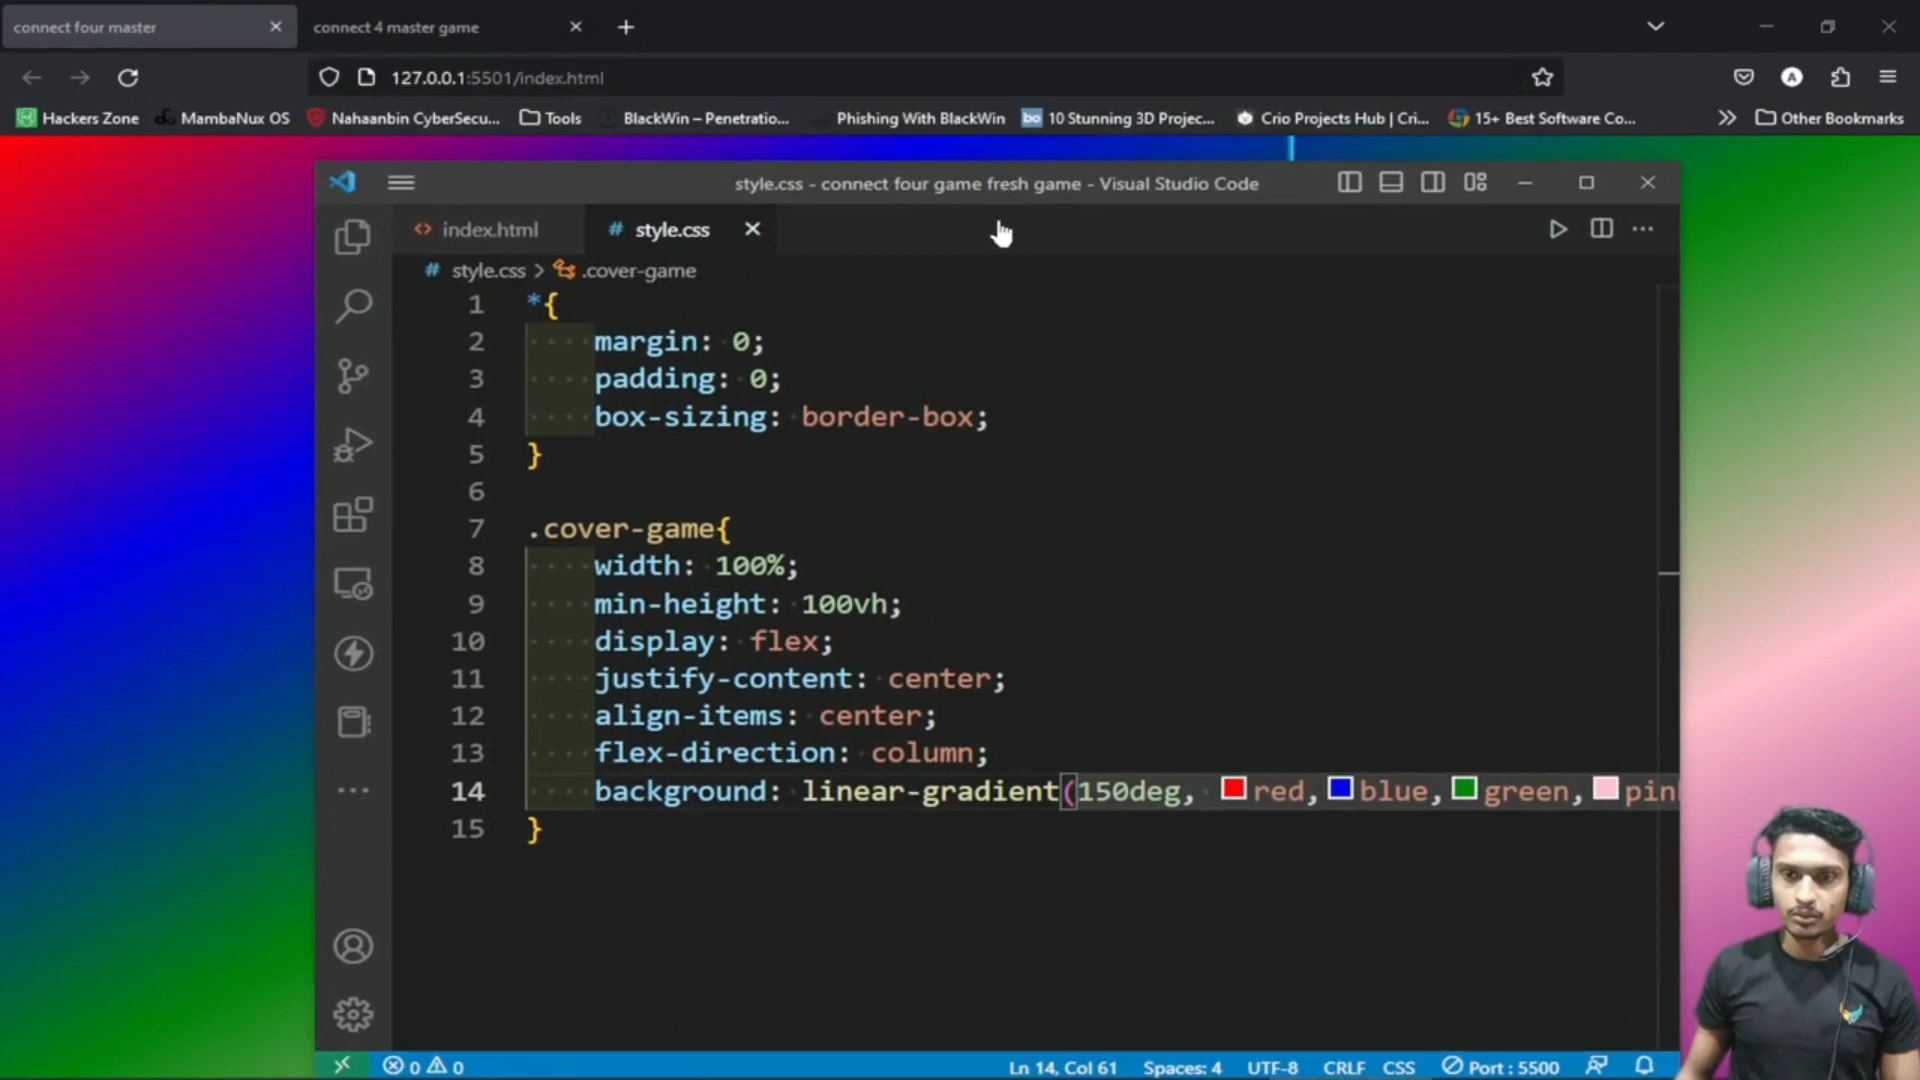 connect four master
connect 4 master game
127.0.0.1:5501/index.html
Hackers Zone
MambaNux OS
Nahaanbin CyberSecu...
Tools
BlackWin – Penetratio...
Phishing With BlackWin
10 Stunning 3D Projec...
Crio Projects Hub | Cri...
15+ Best Software Co...
Other Bookmarks
style.css - connect four game fresh game - Visual Studio Code
index.html
# style.css
# style.css > .cover-game
1 *{
2 margin: 0;
3 padding: 0;
4 box-sizing: border-box;
5 }
6
7 .cover-game{
8 width: 100%;
9 min-height: 100vh;
10 display: flex;
11 justify-content: center;
12 align-items: center;
13 flex-direction: column;
14 background: linear-gradient(150deg, red, blue, green, pin
15 }
0 0
Ln 14, Col 61
Spaces: 4
UTF-8
CRLF
CSS
Port : 5500